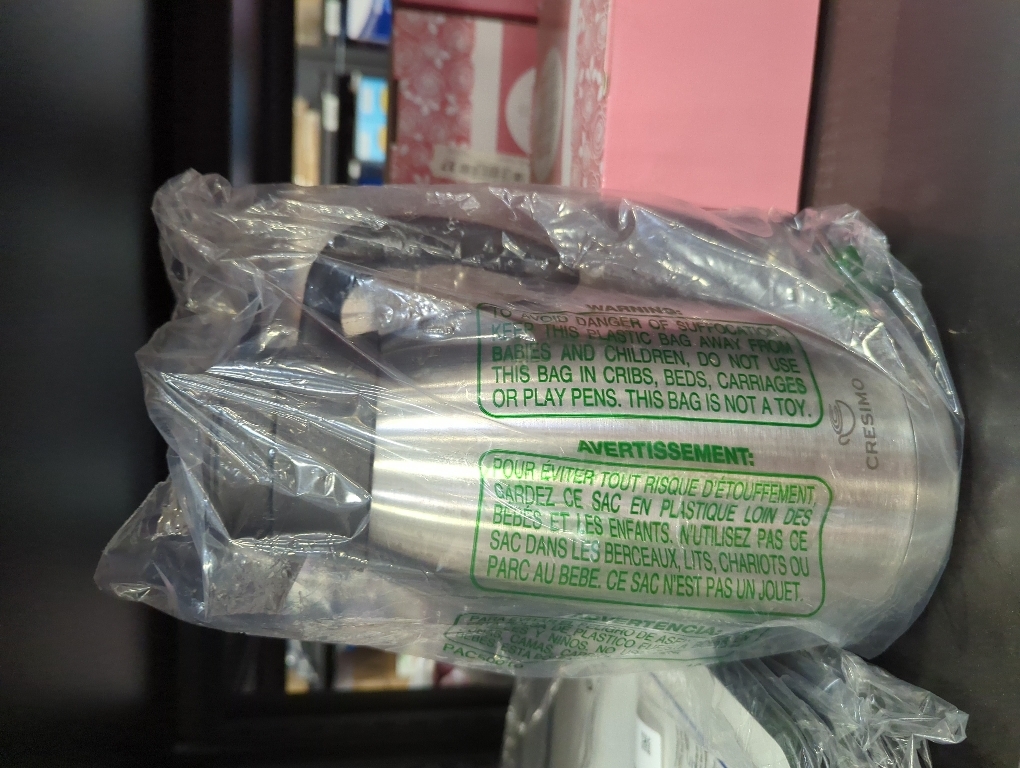 WARNING:
TO AVOID DANGER OF SUFFOCATION
KEEP THIS PLASTIC BAG AWAY FROM
BABIES AND CHILDREN, DO NOT USE
THIS BAG IN CRIBS, BEDS, CARRIAGES
OR PLAY PENS. THIS BAG IS NOT A TOY.
AVERTISSEMENT:
POUR EVITER TOUT RISQUE D'ÉTOUFFEMENT,
GARDEZ CE SAC EN PLASTIQUE LOIN DES
BÉBÉS ET LES ENFANTS. N'UTILISEZ PAS CE
SAC DANS LES BERCEAUX, LITS, CHARIOTS OU
PARC AU BEBE. CE SAC N'EST PAS UN JOUET.
CRESIMO